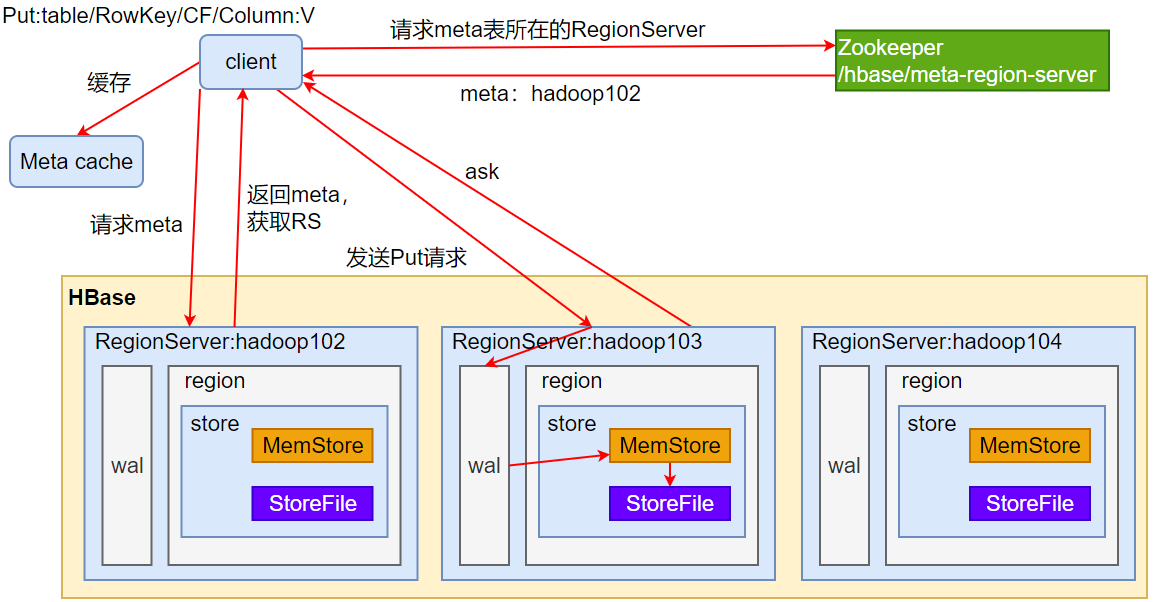 Put:table/RowKey/CF/Column:V
client
请求meta表所在的RegionServer
Zookeeper
/hbase/meta-region-server
meta：hadoop102
缓存
Meta cache
请求meta
返回meta，
获取RS
ask
发送Put请求
HBase
RegionServer:hadoop102
wal
region
store
MemStore
StoreFile
RegionServer:hadoop103
wal
region
store
MemStore
StoreFile
RegionServer:hadoop104
wal
region
store
MemStore
StoreFile